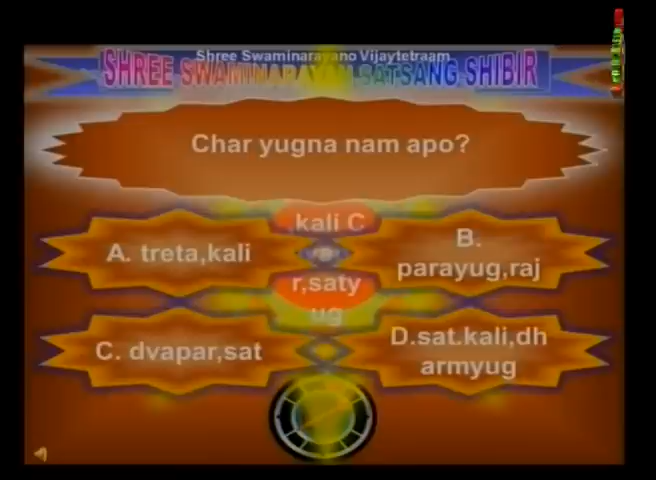 Shree Swaminarayano Vijaytetraam
SHREE SWAMINARAYAN SATSANG SHIBIR
Char yugna nam apo?
,kali C
A. treta,kali
B.
parayug,raj
r,saty
ug
C. dvapar,sat
D.sat.kali,dh
armyug